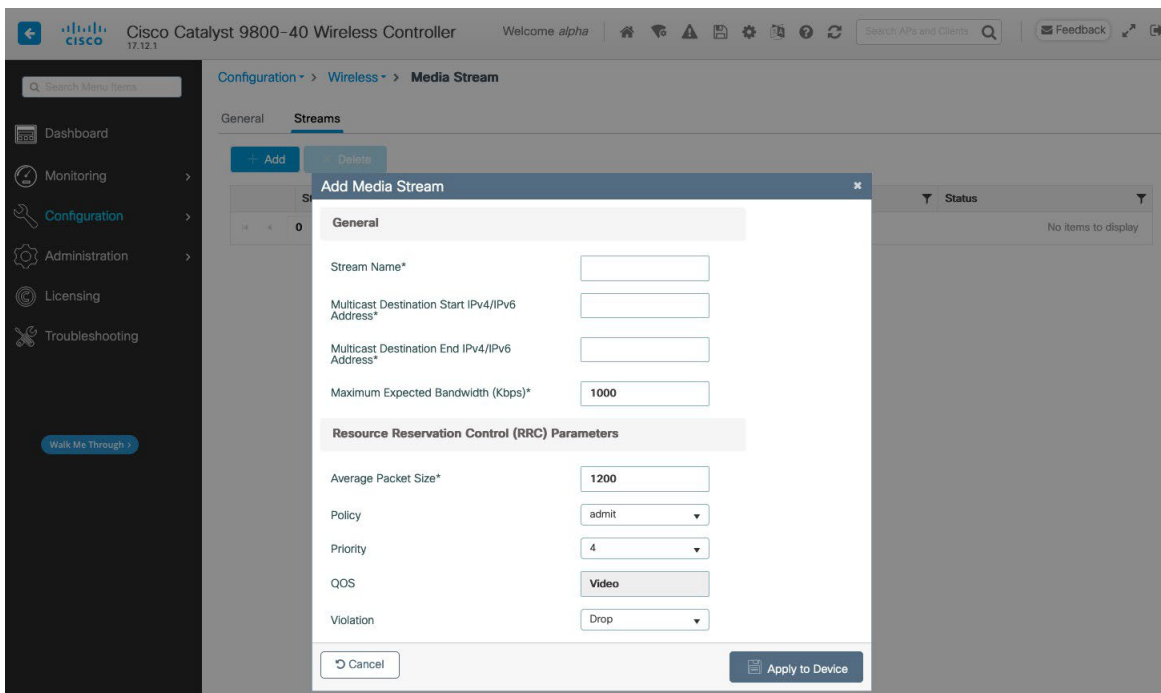 CISCO
Cisco Catalyst 9800-40 Wireless Controller
17.12.1
Welcome alpha
Search APs and Clients
Feedback
Search Menu Items
Dashboard
Monitoring
Configuration
Administration
Licensing
Troubleshooting
Walk Me Through >
Configuration > Wireless > Media Stream
General Streams
+ Add × Delete
St
Status
0
No items to display
Add Media Stream
General
Stream Name*
Multicast Destination Start IPv4/IPv6
Address*
Multicast Destination End IPv4/IPv6
Address*
Maximum Expected Bandwidth (Kbps)* 1000
Resource Reservation Control (RRC) Parameters
Average Packet Size* 1200
Policy admit
Priority 4
QOS Video
Violation Drop
Cancel
Apply to Device